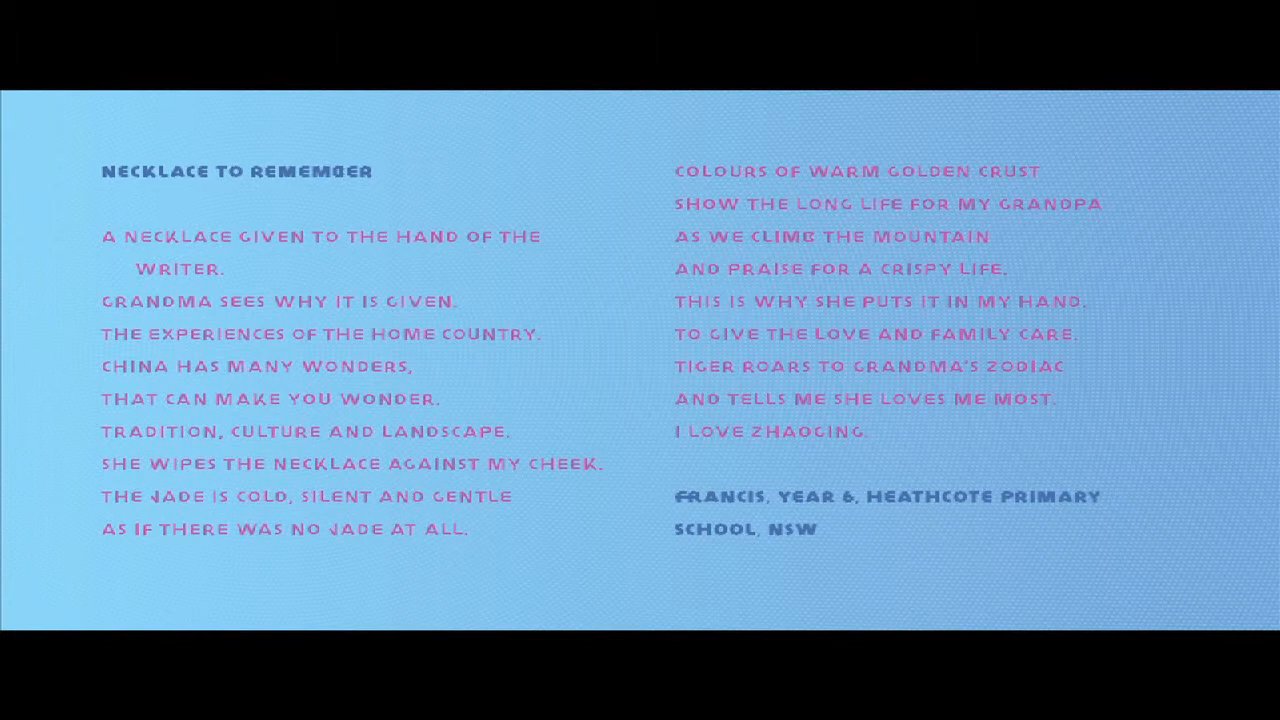 NECKLACE TO REMEMBER
A NECKLACE GIVEN TO THE HAND OF THE
WRITER.
GRANDMA SEES WHY IT IS GIVEN.
THE EXPERIENCES OF THE HOME COUNTRY.
CHINA HAS MANY WONDERS,
THAT CAN MAKE YOU WONDER.
TRADITION, CULTURE AND LANDSCAPE.
SHE WIPES THE NECKLACE AGAINST MY CHEEK.
THE JADE IS COLD, SILENT AND GENTLE
AS IF THERE WAS NO JADE AT ALL.
COLOURS OF WARM GOLDEN CRUST
SHOW THE LONG LIFE FOR MY GRANDPA
AS WE CLIMB THE MOUNTAIN
AND PRAISE FOR A CRISPY LIFE.
THIS IS WHY SHE PUTS IT IN MY HAND.
TO GIVE THE LOVE AND FAMILY CARE.
TIGER ROARS TO GRANDMA'S ZODIAC
AND TELLS ME SHE LOVES ME MOST.
I LOVE ZHAOGING.
FRANCIS, YEAR 6, HEATHCOTE PRIMARY
SCHOOL, NSW